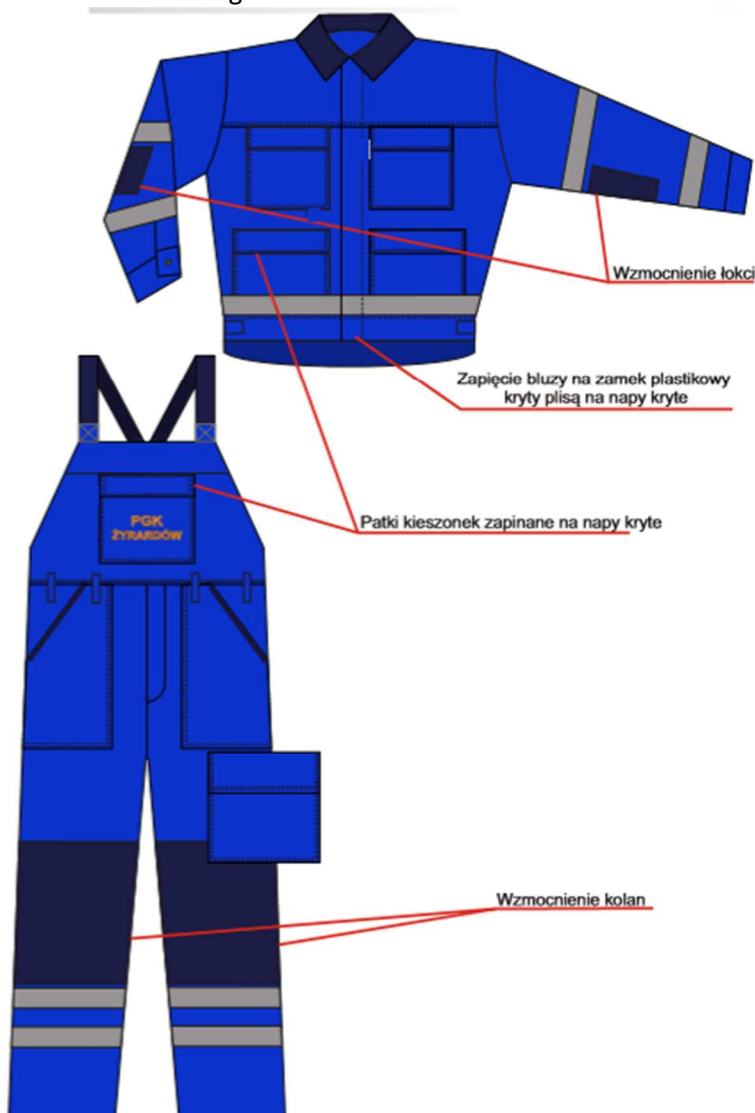 Wzmocnienie łokci
Zapięcie bluzy na zamek plastikowy
kryty plisą na napy kryte
PGK
ŻYRARDÓW
Patki kieszonek zapinane na napy kryte
Wzmocnienie kolan